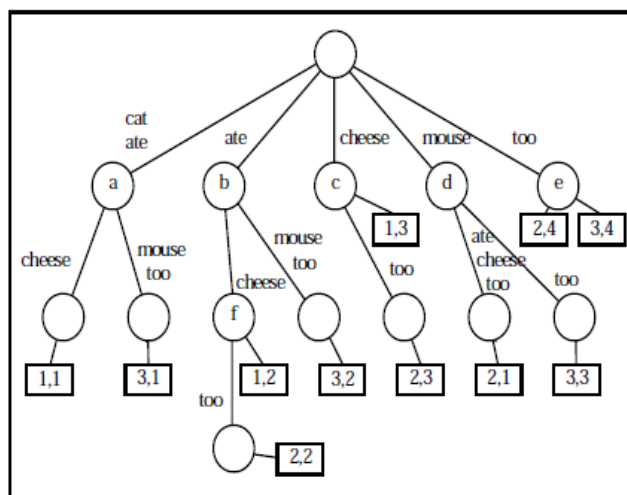 cat
ate
ate
cheese
mouse
too
a
b
c
d
e
1,3
2,4
3,4
cheese
mouse
too
cheese
mouse
too
too
ate
cheese
too
too
f
1,1
3,1
1,2
3,2
2,3
2,1
3,3
too
2,2